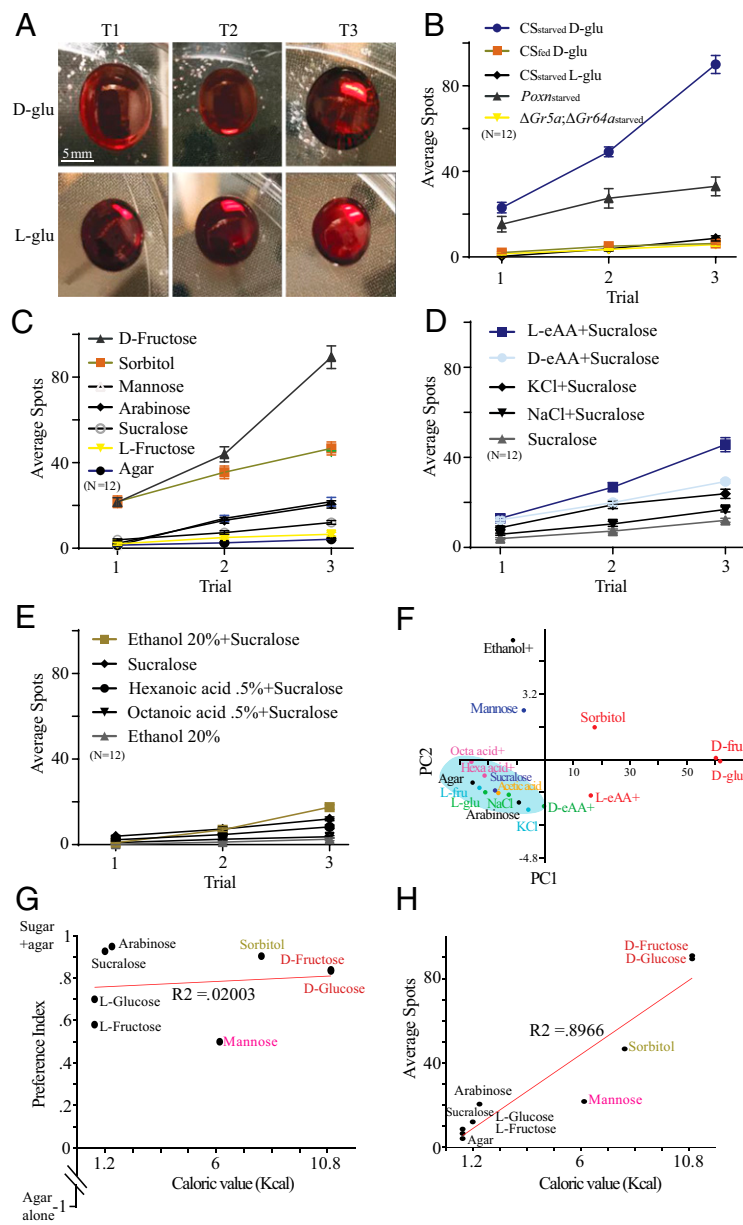 A
T1 T2 T3
D-glu
5 mm
L-glu
B
CSstarved D-glu
CSfed D-glu
CSstarved L-glu
Poxnstarved
ΔGr5a;ΔGr64astarved
(N=12)
Average Spots
80
40
0
1 2 3
Trial
C
D-Fructose
Sorbitol
Mannose
Arabinose
Sucralose
L-Fructose
Agar
(N=12)
Average Spots
80
40
0
1 2 3
Trial
D
L-eAA+Sucralose
D-eAA+Sucralose
KCl+Sucralose
NaCl+Sucralose
Sucralose
(N=12)
Average Spots
80
40
0
1 2 3
Trial
E
Ethanol 20%+Sucralose
Sucralose
Hexanoic acid .5%+Sucralose
Octanoic acid .5%+Sucralose
Ethanol 20%
(N=12)
Average Spots
80
40
0
1 2 3
Trial
F
Ethanol+
3.2
Mannose
Sorbitol
PC2
D-fru
Octa acid+
10 30 50
Hexa acid+
D-glu
Agar
Sucralose
Acetic acid
L-fru
L-eAA+
L-glu
NaCl
D-eAA+
Arabinose
KCl
-4.8
PC1
G
Sugar
+agar
1
Arabinose
Sorbitol
Sucralose
D-Fructose
.8
R2 =.02003
D-Glucose
L-Glucose
.6
L-Fructose
Mannose
.4
.2
0
Preference Index
1.2 6 10.8
Caloric value (Kcal)
Agar
alone
-1
H
D-Fructose
D-Glucose
80
R2 =.8966
Average Spots
40
Sorbitol
Arabinose
Mannose
Sucralose
L-Glucose
L-Fructose
Agar
0
1.2 6 10.8
Caloric value (Kcal)